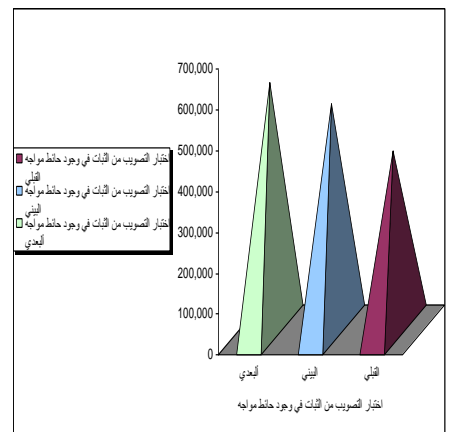 700,000
600,000
500,000
400,000
300,000
200,000
100,000
0
اختبار التصويب من الثبات في وجود حائط مواجه
القبلي
اختبار التصويب من الثبات في وجود حائط مواجه
البيني
اختبار التصويب من الثبات في وجود حائط مواجه
ألبعدي
القبلي البيني ألبعدي
اختبار التصويب من الثبات في وجود حائط مواجه